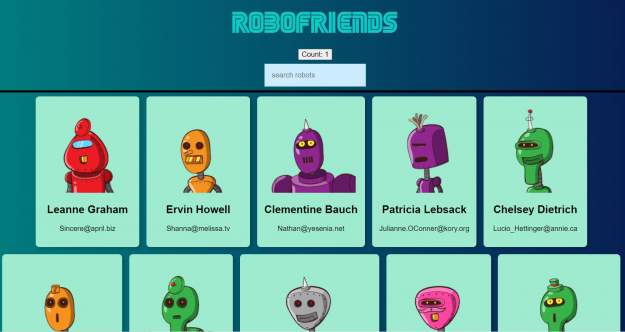 ROBOFRIENDS
Count: 1
search robots
Leanne Graham
Ervin Howell
Clementine Bauch
Patricia Lebsack
Chelsey Dietrich
Sincere@april.biz
Shanna@melissa.tv
Nathan@yesenia.net
Julianne.OConner@kory.org
Lucio_Hettinger@annie.ca